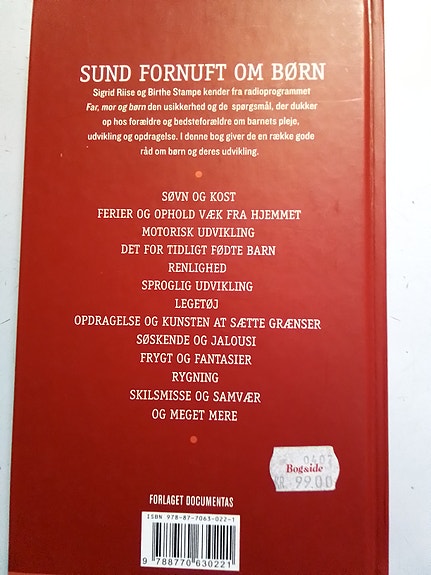 SUND FORNUFT OM BØRN
Sigrid Riise og Birthe Stampe kender fra radioprogrammet
Far, mor og børn den usikkerhed og de spørgsmål, der dukker
op hos forældre og bedsteforældre om barnets pleje,
udvikling og opdragelse. I denne bog giver de en række gode
råd om børn og deres udvikling.
SØVN OG KOST
FERIER OG OPHOLD VÆK FRA HJEMMET
MOTORISK UDVIKLING
DET FOR TIDLIGT FØDTE BARN
RENLIGHED
SPROGLIG UDVIKLING
LEGETØJ
OPDRAGELSE OG KUNSTEN AT SÆTTE GRÆNSER
SØSKENDE OG JALOUSI
FRYGT OG FANTASIER
RYGNING
SKILSMISSE OG SAMVÆR
OG MEGET MERE
0407
Bog&ide
KR. 99.00
FORLAGET DOCUMENTAS
ISBN 978-87-7063-022-1
9 788770 630221